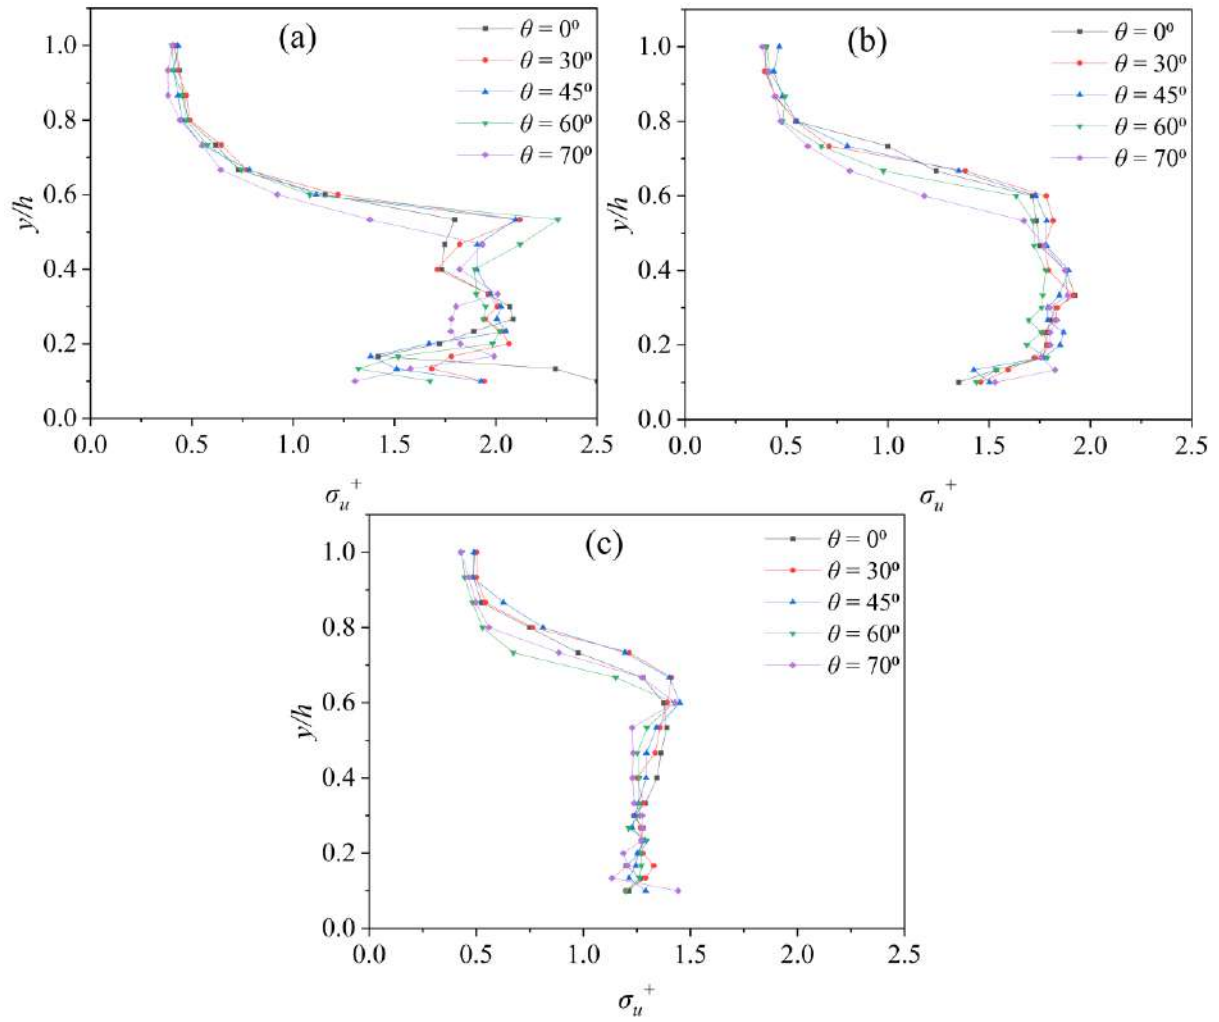 (a)
θ = 0º
θ = 30º
θ = 45º
θ = 60º
θ = 70º
1.0
0.8
0.6
0.4
0.2
0.0
y/h
0.0 0.5 1.0 1.5 2.0 2.5
σu+
(b)
θ = 0º
θ = 30º
θ = 45º
θ = 60º
θ = 70º
1.0
0.8
0.6
0.4
0.2
0.0
y/h
0.0 0.5 1.0 1.5 2.0 2.5
σu+
(c)
θ = 0º
θ = 30º
θ = 45º
θ = 60º
θ = 70º
1.0
0.8
0.6
0.4
0.2
0.0
y/h
0.0 0.5 1.0 1.5 2.0 2.5
σu+